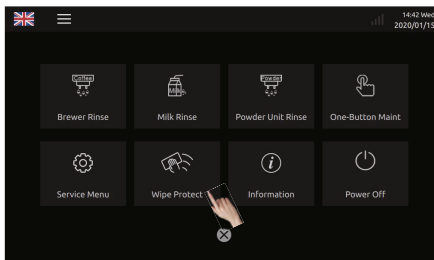 14:42 Wed
2020/01/15
Coffee
Milk
Powder
Brewer Rinse
Milk Rinse
Powder Unit Rinse
One-Button Maint
Service Menu
Wipe Protect
Information
Power Off